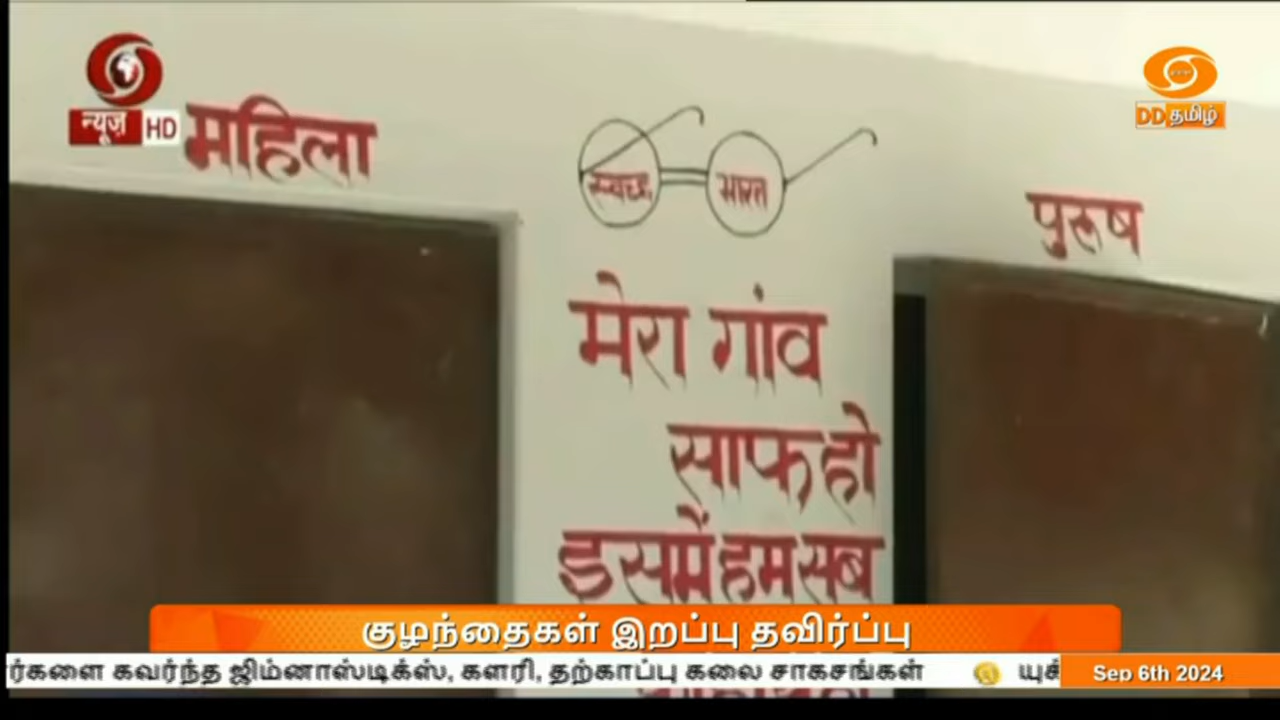 न्यूज़ HD
DD தமிழ்
महिला
स्वच्छ भारत
पुरूष
मेरा गांव
साफ हो
इसमें हम सब
குழந்தைகள் இறப்பு தவிர்ப்பு
ர்களை கவர்ந்த ஜிம்னாஸ்டிக்ஸ், களரி, தற்காப்பு கலை சாகசங்கள்
Sep 6th 2024